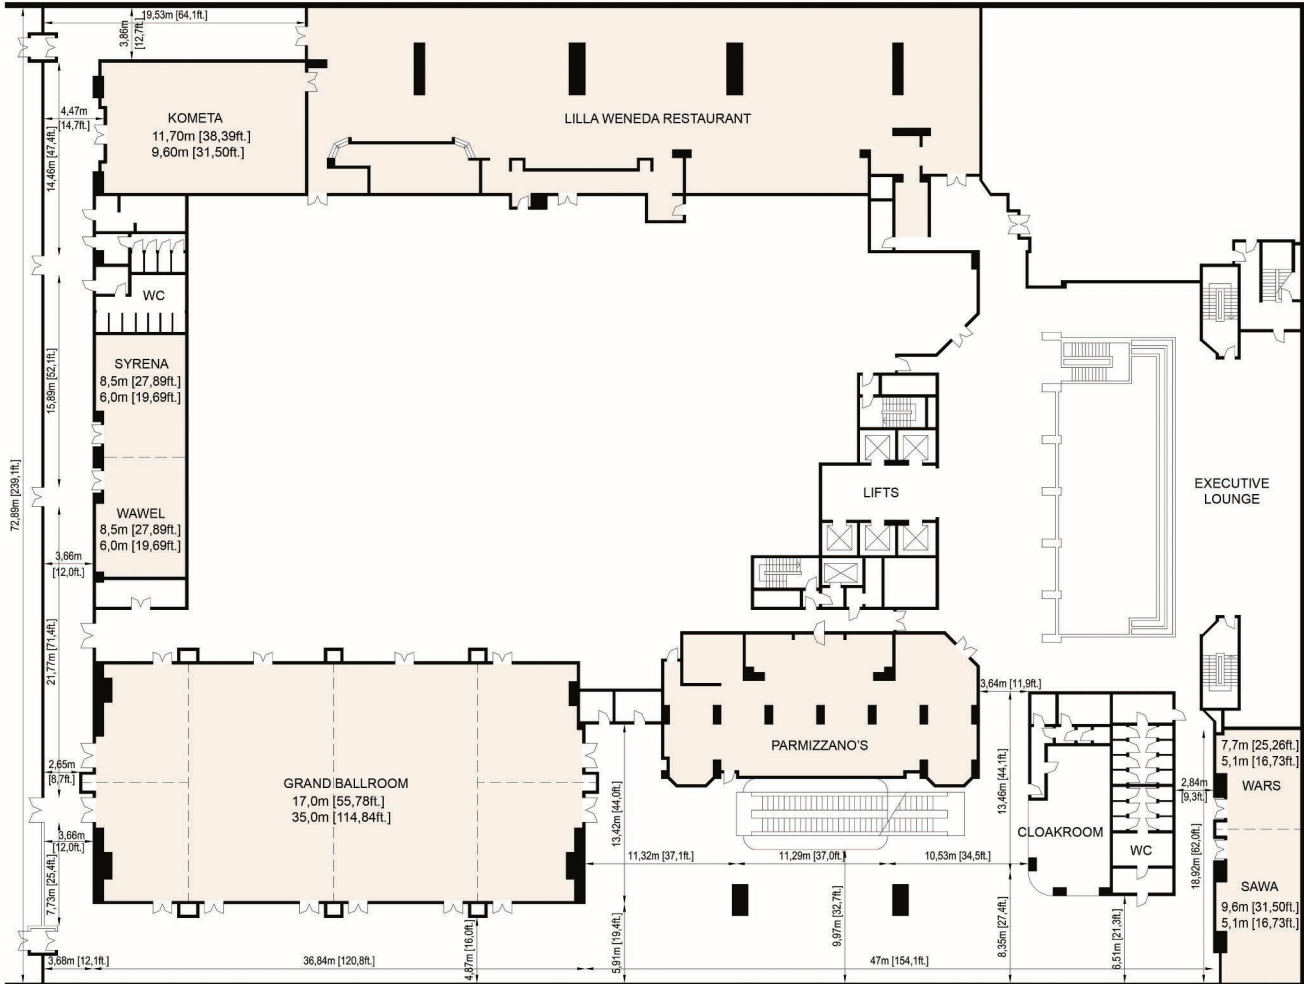 19,53m [64,1ft.]
3,86m
[12,7ft.]
4,47m
[14,7ft.]
14,46m [47,4ft.]
KOMETA
11,70m [38,39ft.]
9,60m [31,50ft.]
LILLA WENEDA RESTAURANT
WC
15,89m [52,1ft.]
SYRENA
8,5m [27,89ft.]
6,0m [19,69ft.]
72,89m [239,1ft.]
WAWEL
8,5m [27,89ft.]
6,0m [19,69ft.]
3,66m
[12,0ft.]
LIFTS
EXECUTIVE
LOUNGE
21,77m [71,4ft.]
3,64m [11,9ft.]
PARMIZZANO'S
2,65m
[8,7ft.]
GRAND BALLROOM
17,0m [55,78ft.]
35,0m [114,84ft.]
13,42m [44,0ft.]
13,46m [44,1ft.]
7,7m [25,26ft.]
5,1m [16,73ft.]
WARS
2,84m
[9,3ft.]
3,66m
[12,0ft.]
7,73m [25,4ft.]
CLOAKROOM
WC
18,92m [62,0ft.]
11,32m [37,1ft.]
11,29m [37,0ft.]
10,53m [34,5ft.]
SAWA
9,6m [31,50ft.]
5,1m [16,73ft.]
3,68m [12,1ft.]
36,84m [120,8ft.]
4,87m [16,0ft.]
5,91m [19,4ft.]
9,97m [32,7ft.]
47m [154,1ft.]
8,35m [27,4ft.]
6,51m [21,3ft.]